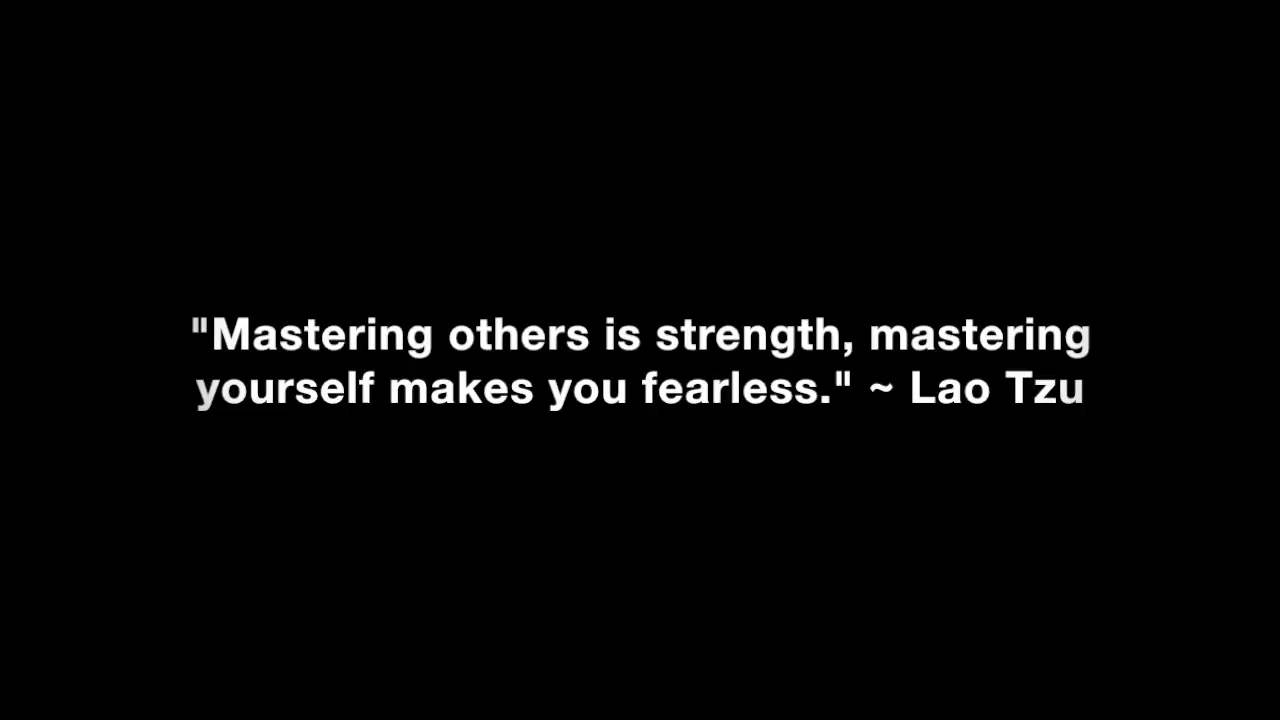 "Mastering others is strength, mastering
yourself makes you fearless." ~ Lao Tzu